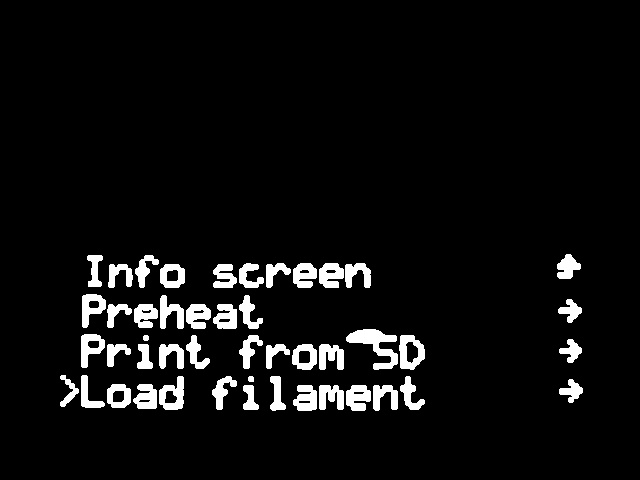 Info screen
Preheat →
Print from SD →
>Load filament →